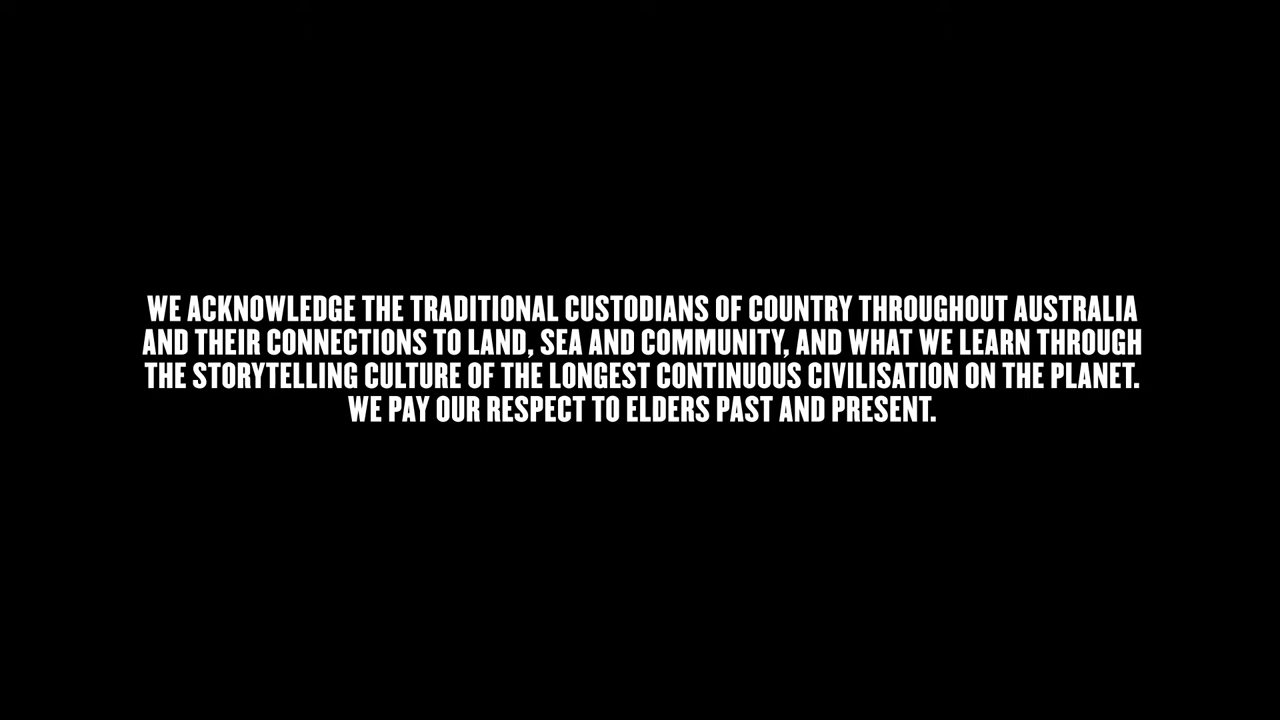 WE ACKNOWLEDGE THE TRADITIONAL CUSTODIANS OF COUNTRY THROUGHOUT AUSTRALIA
AND THEIR CONNECTIONS TO LAND, SEA AND COMMUNITY, AND WHAT WE LEARN THROUGH
THE STORYTELLING CULTURE OF THE LONGEST CONTINUOUS CIVILISATION ON THE PLANET.
WE PAY OUR RESPECT TO ELDERS PAST AND PRESENT.